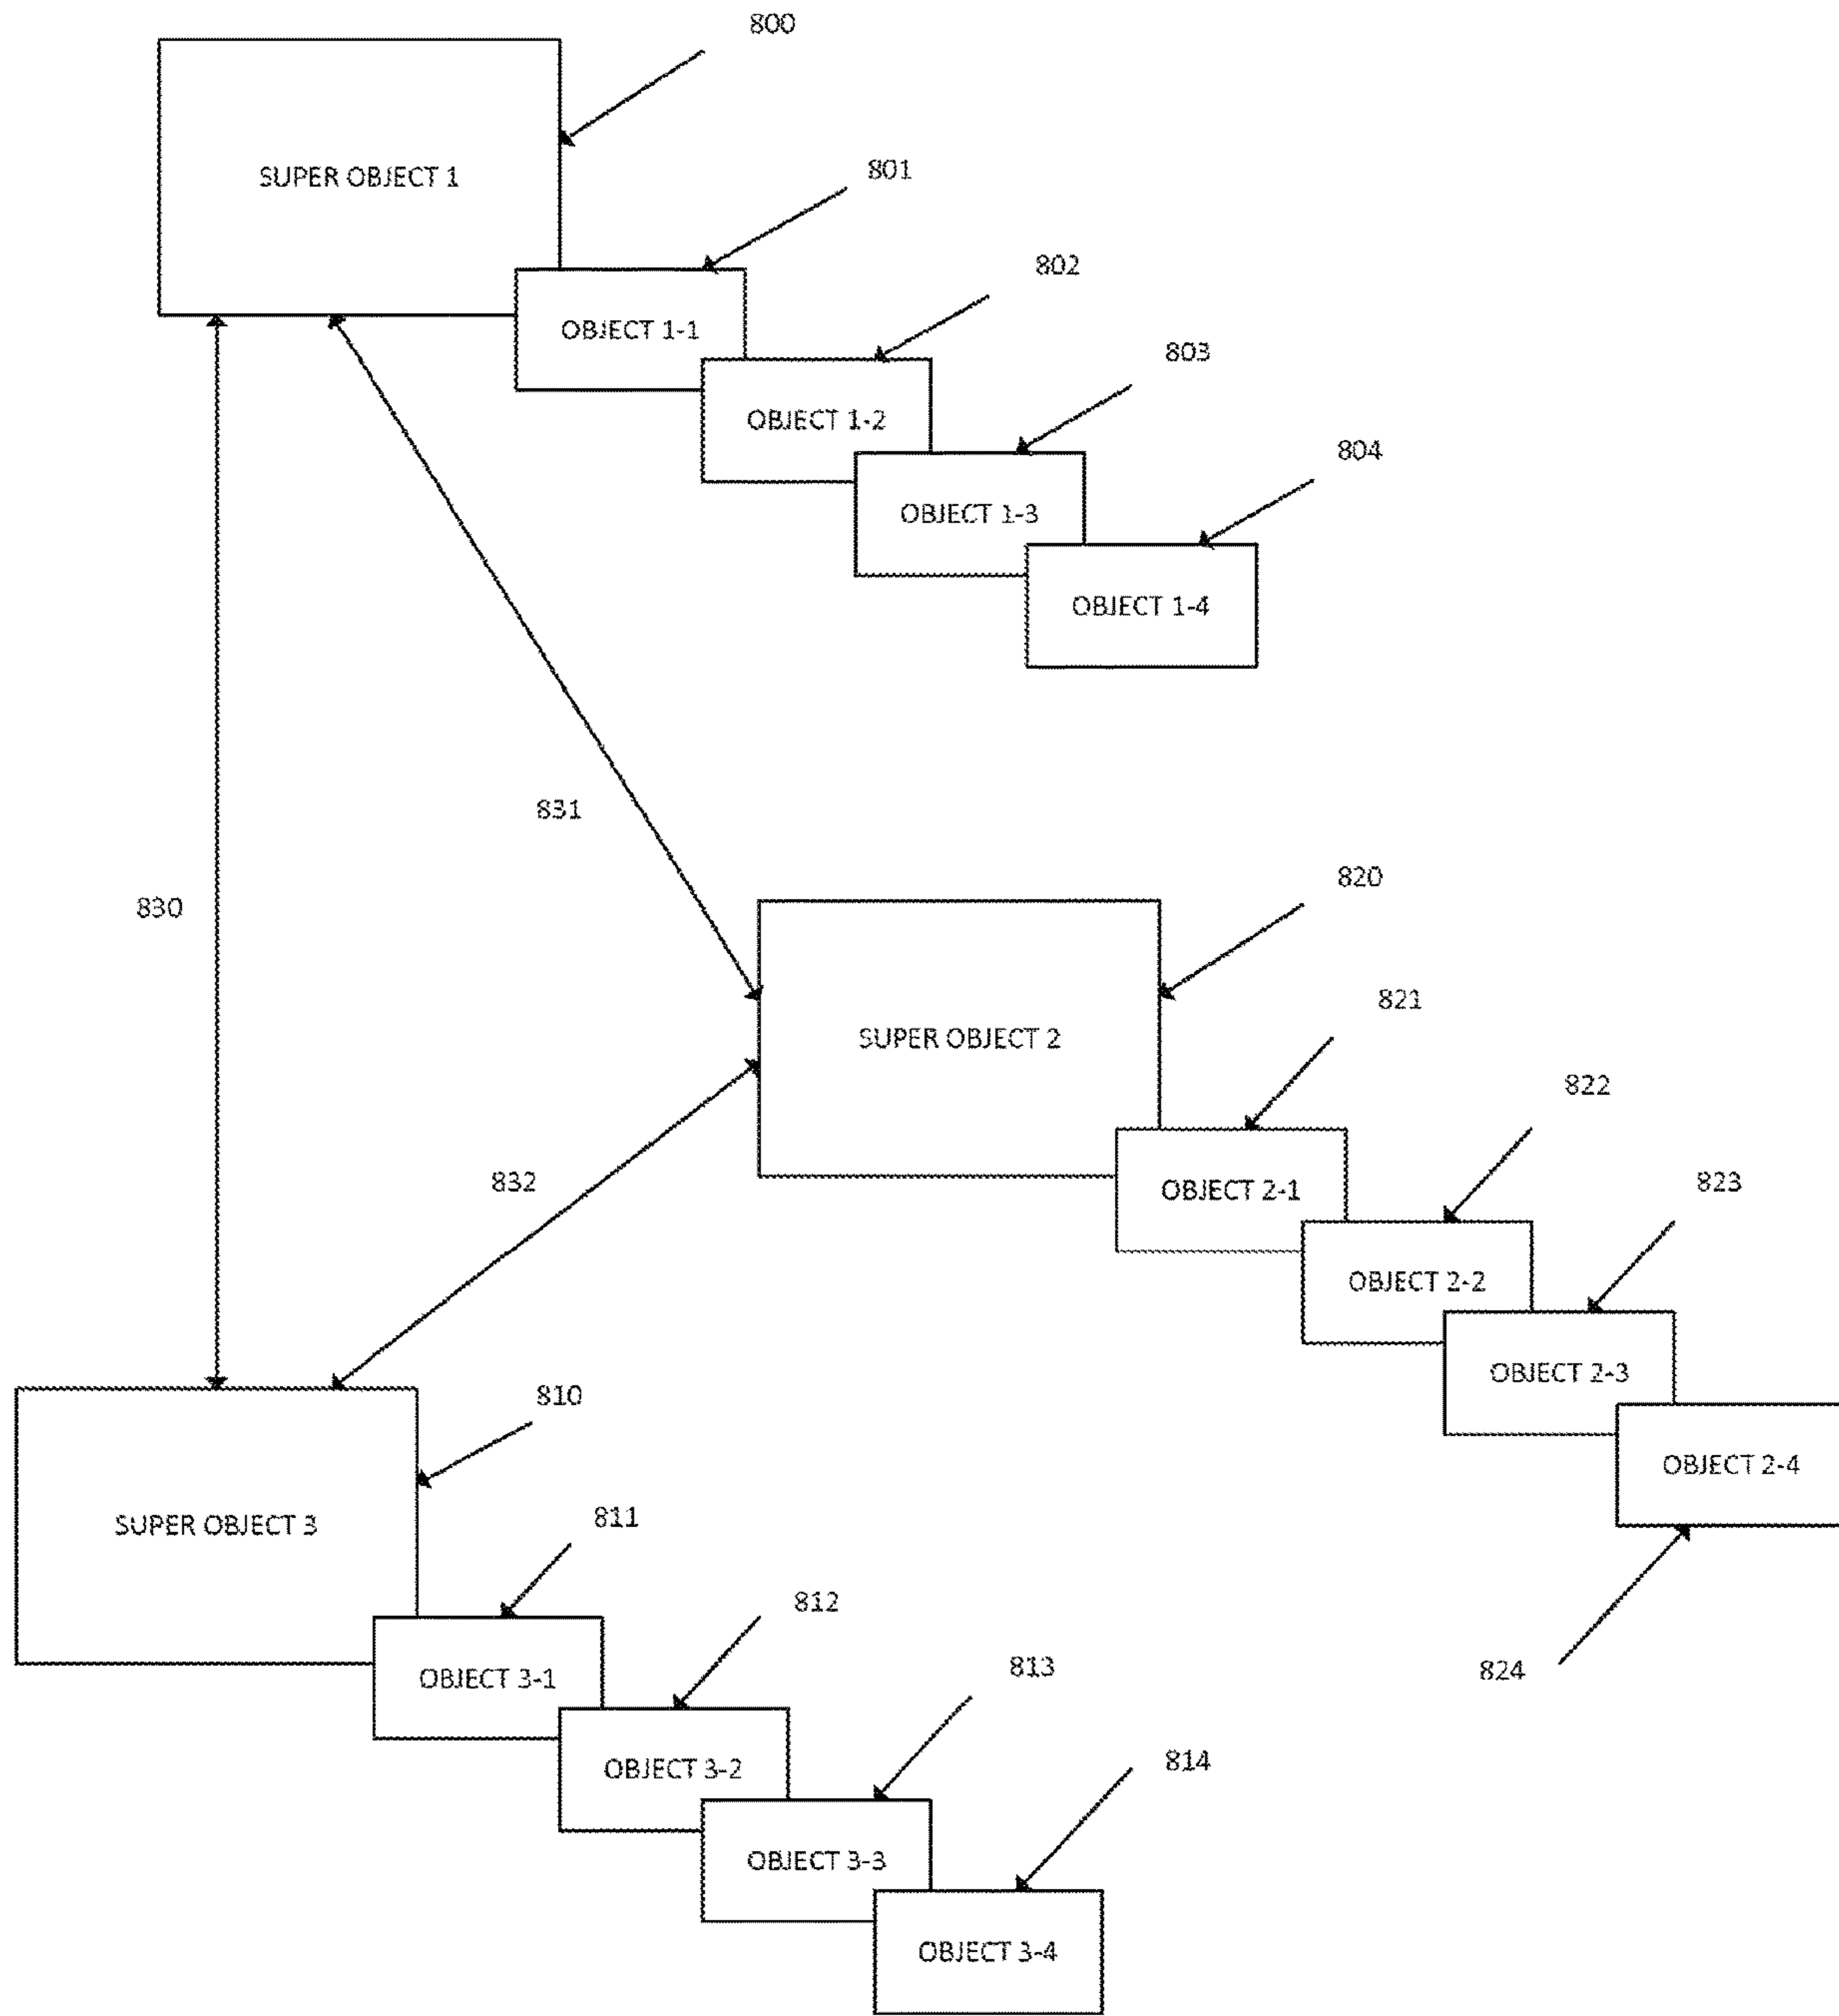 800
SUPER OBJECT 1
801
802
OBJECT 1-1
803
OBJECT 1-2
804
OBJECT 1-3
OBJECT 1-4
831
820
830
821
SUPER OBJECT 2
822
832
823
OBJECT 2-1
OBJECT 2-2
OBJECT 2-3
810
OBJECT 2-4
811
SUPER OBJECT 3
812
813
824
OBJECT 3-1
814
OBJECT 3-2
OBJECT 3-3
OBJECT 3-4